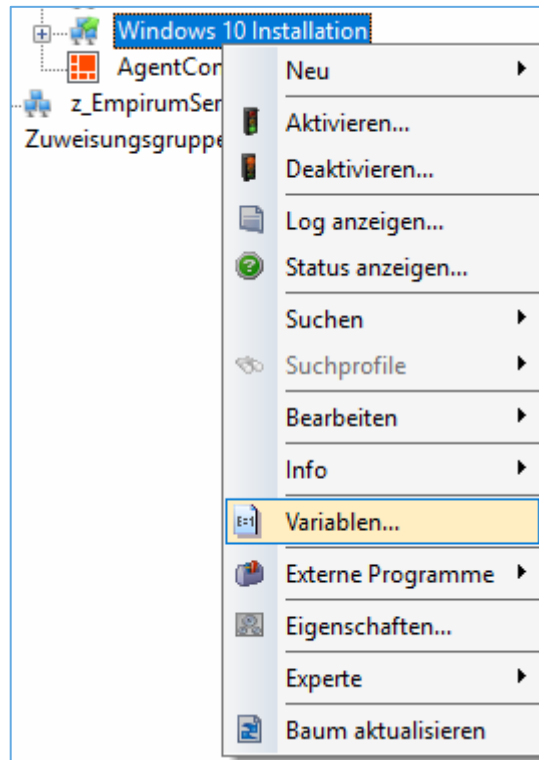 Windows 10 Installation
AgentCon
Neu
z_EmpirumSer
Aktivieren...
Zuweisungsgruppe
Deaktivieren...
Log anzeigen...
Status anzeigen...
Suchen
Suchprofile
Bearbeiten
Info
E=1 Variablen...
Externe Programme
Eigenschaften...
Experte
Baum aktualisieren